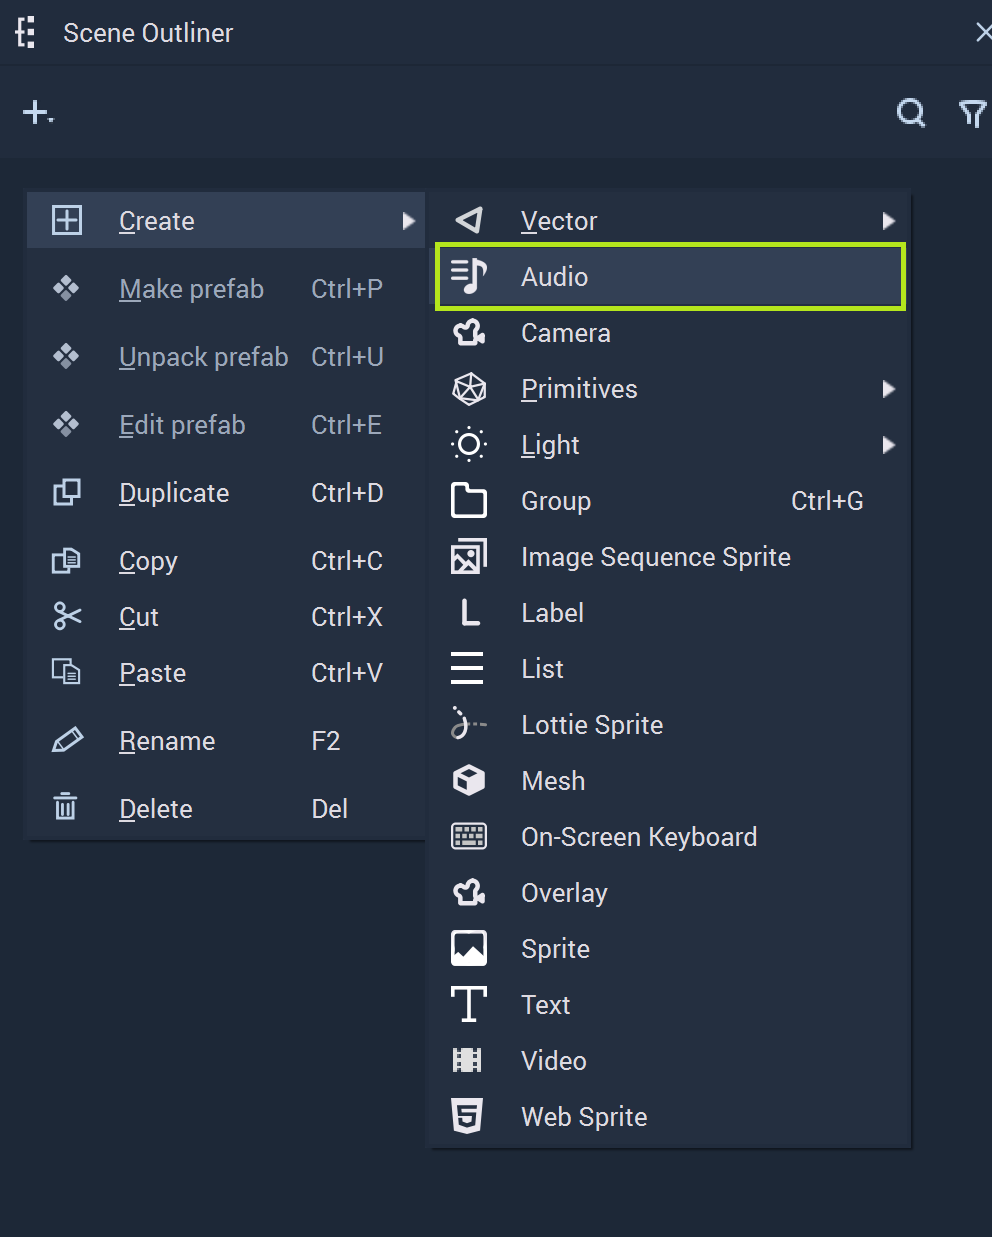 Scene Outliner
Create
Make prefab Ctrl+P
Unpack prefab Ctrl+U
Edit prefab Ctrl+E
Duplicate Ctrl+D
Copy Ctrl+C
Cut Ctrl+X
Paste Ctrl+V
Rename F2
Delete Del
Vector
Audio
Camera
Primitives
Light
Group Ctrl+G
Image Sequence Sprite
Label
List
Lottie Sprite
Mesh
On-Screen Keyboard
Overlay
Sprite
Text
Video
Web Sprite